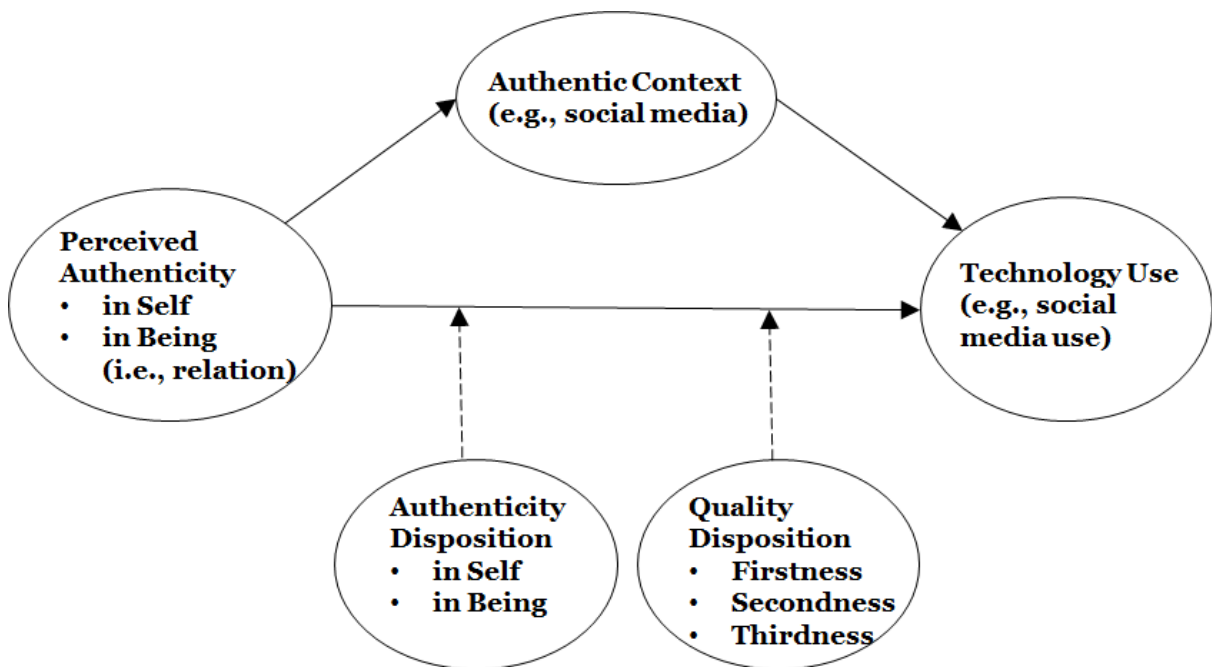 Authentic Context
(e.g., social media)
Perceived
Authenticity
• in Self
• in Being
(i.e., relation)
Technology Use
(e.g., social
media use)
Authenticity
Disposition
• in Self
• in Being
Quality
Disposition
• Firstness
• Secondness
• Thirdness